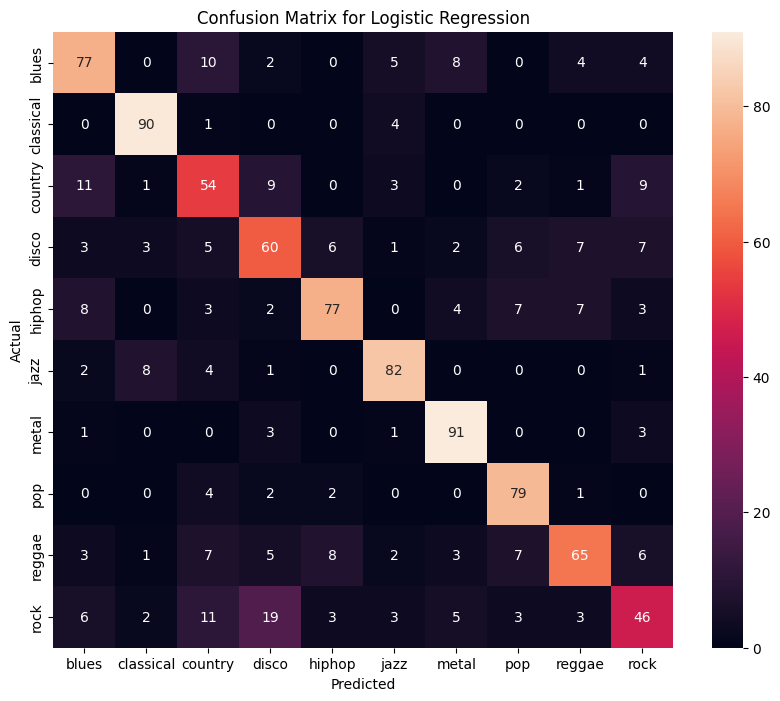 Confusion Matrix for Logistic Regression
Actual
blues 77 0 10 2 0 5 8 0 4 4
classical 0 90 1 0 0 4 0 0 0 0
country 11 1 54 9 0 3 0 2 1 9
disco 3 3 5 60 6 1 2 6 7 7
hiphop 8 0 3 2 77 0 4 7 7 3
jazz 2 8 4 1 0 82 0 0 0 1
metal 1 0 0 3 0 1 91 0 0 3
pop 0 0 4 2 2 0 0 79 1 0
reggae 3 1 7 5 8 2 3 7 65 6
rock 6 2 11 19 3 3 5 3 3 46
blues classical country disco hiphop jazz metal pop reggae rock
Predicted
80
60
40
20
0